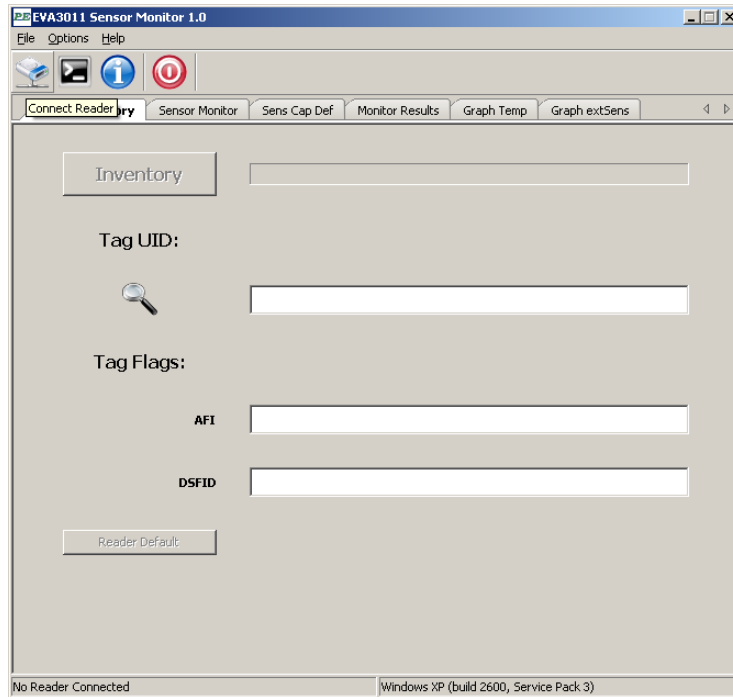 PE EVA3011 Sensor Monitor 1.0
File Options Help
Connect Reader
Sensor Monitor Sens Cap Def Monitor Results Graph Temp Graph extSens
Inventory
Tag UID:
Tag Flags:
AFI
DSFID
Reader Default
No Reader Connected Windows XP (build 2600, Service Pack 3)